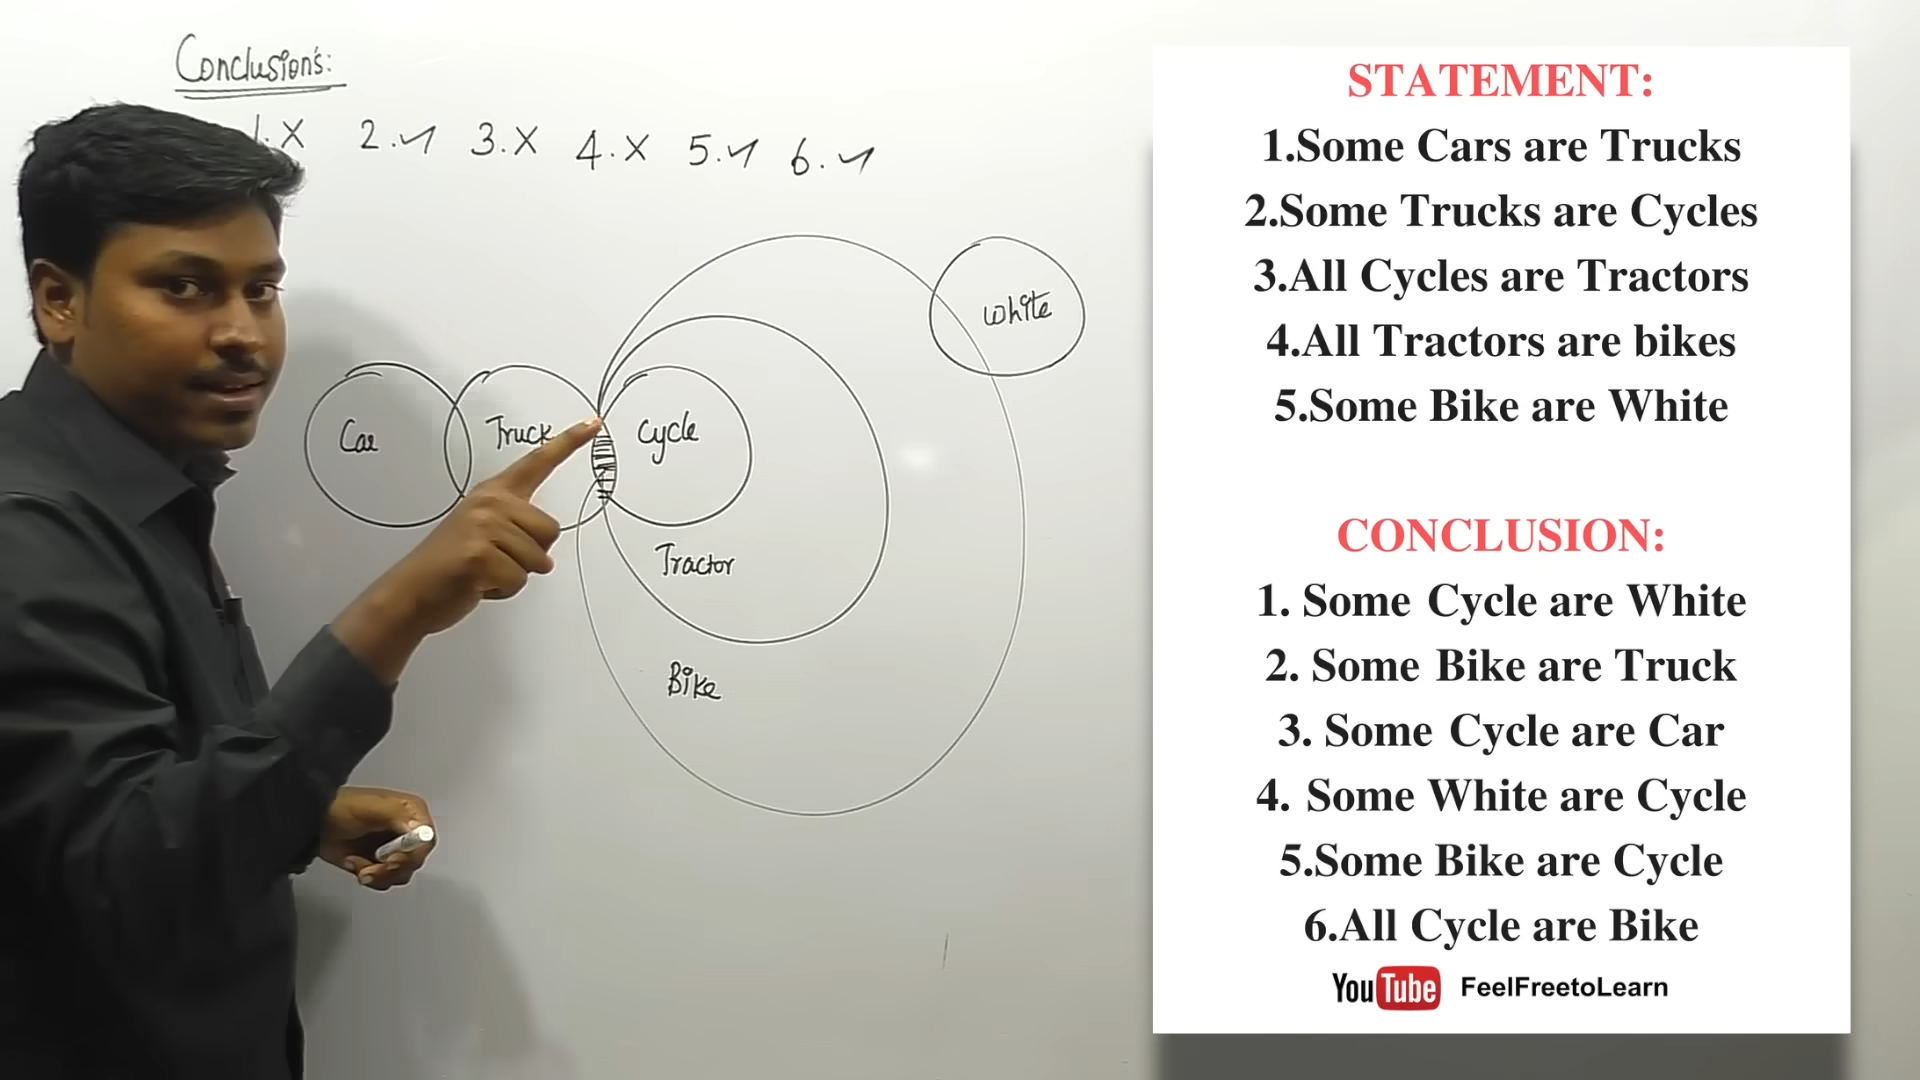 Conclusion's:
1.X 2.✓ 3.X 4.X 5.✓ 6.✓
White
Car
Truck
Cycle
Tractor
Bike
STATEMENT:
1.Some Cars are Trucks
2.Some Trucks are Cycles
3.All Cycles are Tractors
4.All Tractors are bikes
5.Some Bike are White
CONCLUSION:
1. Some Cycle are White
2. Some Bike are Truck
3. Some Cycle are Car
4. Some White are Cycle
5.Some Bike are Cycle
6.All Cycle are Bike
YouTube FeelFreetoLearn